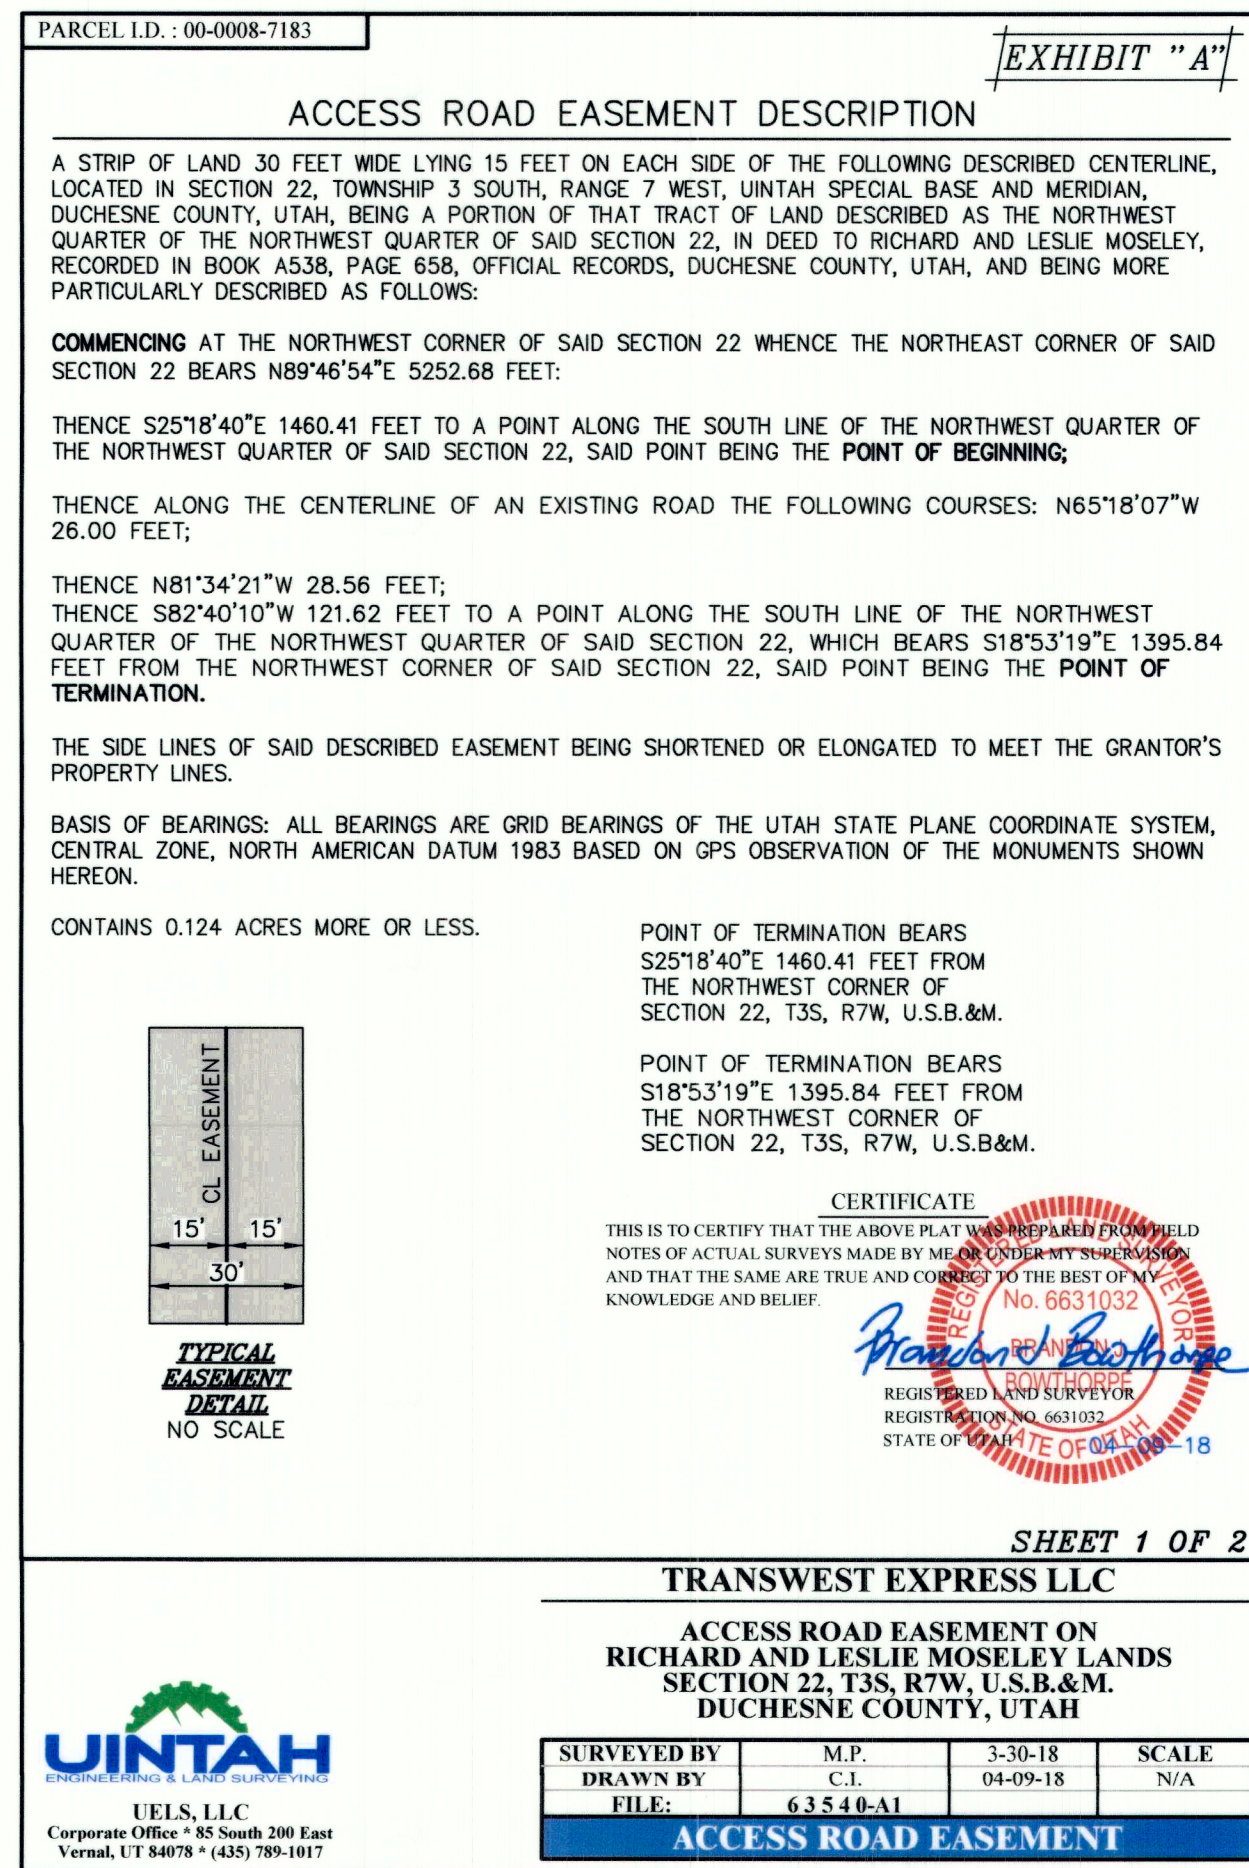 PARCEL I.D. : 00-0008-7183
EXHIBIT "A"
ACCESS ROAD EASEMENT DESCRIPTION
A STRIP OF LAND 30 FEET WIDE LYING 15 FEET ON EACH SIDE OF THE FOLLOWING DESCRIBED CENTERLINE,
LOCATED IN SECTION 22, TOWNSHIP 3 SOUTH, RANGE 7 WEST, UINTAH SPECIAL BASE AND MERIDIAN,
DUCHESNE COUNTY, UTAH, BEING A PORTION OF THAT TRACT OF LAND DESCRIBED AS THE NORTHWEST
QUARTER OF THE NORTHWEST QUARTER OF SAID SECTION 22, IN DEED TO RICHARD AND LESLIE MOSELEY,
RECORDED IN BOOK A538, PAGE 658, OFFICIAL RECORDS, DUCHESNE COUNTY, UTAH, AND BEING MORE
PARTICULARLY DESCRIBED AS FOLLOWS:
COMMENCING AT THE NORTHWEST CORNER OF SAID SECTION 22 WHENCE THE NORTHEAST CORNER OF SAID
SECTION 22 BEARS N89°46'54"E 5252.68 FEET:
THENCE S25°18'40"E 1460.41 FEET TO A POINT ALONG THE SOUTH LINE OF THE NORTHWEST QUARTER OF
THE NORTHWEST QUARTER OF SAID SECTION 22, SAID POINT BEING THE POINT OF BEGINNING;
THENCE ALONG THE CENTERLINE OF AN EXISTING ROAD THE FOLLOWING COURSES: N65°18'07"W
26.00 FEET;
THENCE N81°34'21"W 28.56 FEET;
THENCE S82°40'10"W 121.62 FEET TO A POINT ALONG THE SOUTH LINE OF THE NORTHWEST
QUARTER OF THE NORTHWEST QUARTER OF SAID SECTION 22, WHICH BEARS S18°53'19"E 1395.84
FEET FROM THE NORTHWEST CORNER OF SAID SECTION 22, SAID POINT BEING THE POINT OF
TERMINATION.
THE SIDE LINES OF SAID DESCRIBED EASEMENT BEING SHORTENED OR ELONGATED TO MEET THE GRANTOR'S
PROPERTY LINES.
BASIS OF BEARINGS: ALL BEARINGS ARE GRID BEARINGS OF THE UTAH STATE PLANE COORDINATE SYSTEM,
CENTRAL ZONE, NORTH AMERICAN DATUM 1983 BASED ON GPS OBSERVATION OF THE MONUMENTS SHOWN
HEREON.
CONTAINS 0.124 ACRES MORE OR LESS.
POINT OF TERMINATION BEARS
S25°18'40"E 1460.41 FEET FROM
THE NORTHWEST CORNER OF
SECTION 22, T3S, R7W, U.S.B.&M.
POINT OF TERMINATION BEARS
S18°53'19"E 1395.84 FEET FROM
THE NORTHWEST CORNER OF
SECTION 22, T3S, R7W, U.S.B&M.
CL EASEMENT
15' 15'
30'
TYPICAL
EASEMENT
DETAIL
NO SCALE
CERTIFICATE
THIS IS TO CERTIFY THAT THE ABOVE PLAT WAS PREPARED FROM FIELD
NOTES OF ACTUAL SURVEYS MADE BY ME OR UNDER MY SUPERVISION
AND THAT THE SAME ARE TRUE AND CORRECT TO THE BEST OF MY
KNOWLEDGE AND BELIEF.
REGISTERED LAND SURVEYOR
No. 6631032
BRANDON J.
BOWTHORPE
STATE OF UTAH
Brandon J Bowthorpe
REGISTERED LAND SURVEYOR
REGISTRATION NO. 6631032
STATE OF UTAH
04-09-18
SHEET 1 OF 2
TRANSWEST EXPRESS LLC
ACCESS ROAD EASEMENT ON
RICHARD AND LESLIE MOSELEY LANDS
SECTION 22, T3S, R7W, U.S.B.&M.
DUCHESNE COUNTY, UTAH
UINTAH
ENGINEERING & LAND SURVEYING
UELS, LLC
Corporate Office * 85 South 200 East
Vernal, UT 84078 * (435) 789-1017
SURVEYED BY M.P. 3-30-18 SCALE
DRAWN BY C.I. 04-09-18 N/A
FILE: 63540-A1
ACCESS ROAD EASEMENT